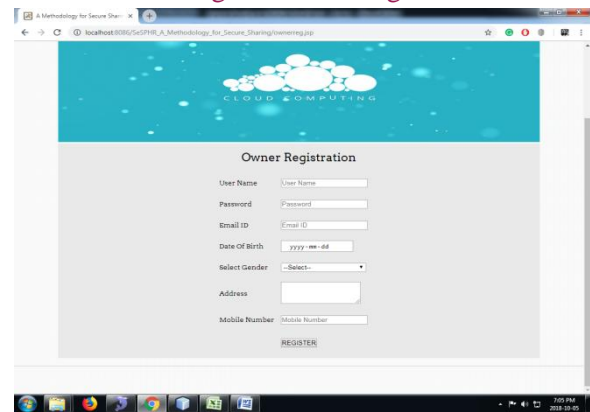 A Methodology for Secure Shar
localhost:8086/SeSPHR_A_Methodology_for_Secure_Sharing/ownerreg.jsp
CLOUD COMPUTING
Owner Registration
User Name User Name
Password Password
Email ID Email ID
Date Of Birth yyyy-mm-dd
Select Gender --Select--
Address
Mobile Number Mobile Number
REGISTER
7:05 PM
2018-10-05